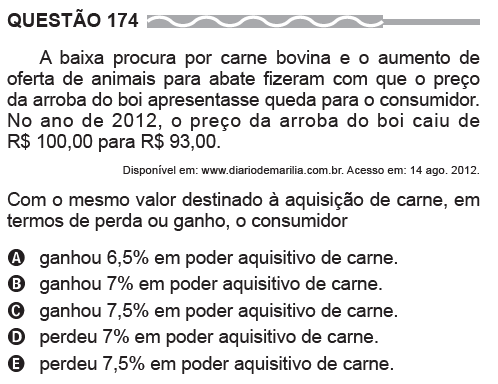 QUESTÃO 174
A baixa procura por carne bovina e o aumento de
oferta de animais para abate fizeram com que o preço
da arroba do boi apresentasse queda para o consumidor.
No ano de 2012, o preço da arroba do boi caiu de
R$ 100,00 para R$ 93,00.
Disponível em: www.diariodemarilia.com.br. Acesso em: 14 ago. 2012.
Com o mesmo valor destinado à aquisição de carne, em
termos de perda ou ganho, o consumidor
A ganhou 6,5% em poder aquisitivo de carne.
B ganhou 7% em poder aquisitivo de carne.
C ganhou 7,5% em poder aquisitivo de carne.
D perdeu 7% em poder aquisitivo de carne.
E perdeu 7,5% em poder aquisitivo de carne.